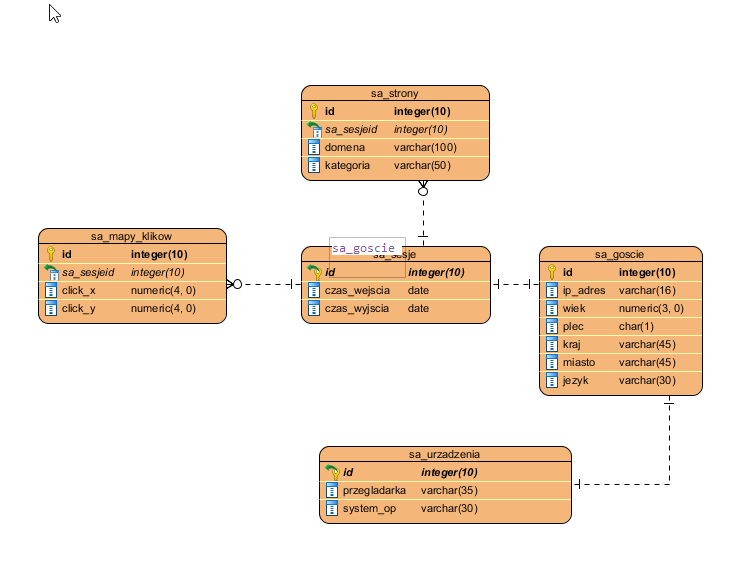 sa_strony
id integer(10)
sa_sesjeid integer(10)
domena varchar(100)
kategoria varchar(50)
sa_mapy_klikow
id integer(10)
sa_sesjeid integer(10)
click_x numeric(4, 0)
click_y numeric(4, 0)
sa_goscie
sa_sesje
id integer(10)
czas_wejscia date
czas_wyjscia date
sa_goscie
id integer(10)
ip_adres varchar(16)
wiek numeric(3, 0)
plec char(1)
kraj varchar(45)
miasto varchar(45)
jezyk varchar(30)
sa_urzadzenia
id integer(10)
przegladarka varchar(35)
system_op varchar(30)